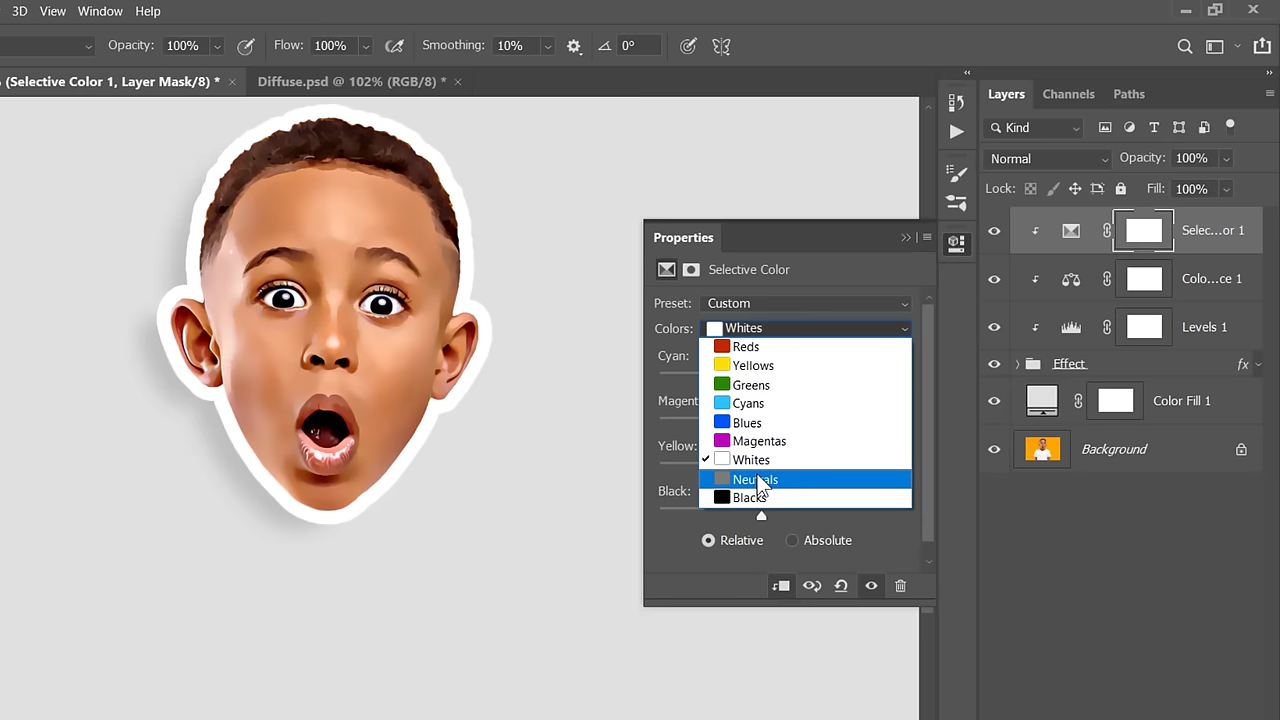 3D View Window Help
Opacity: 100% Flow: 100% Smoothing: 10% 0°
(Selective Color 1, Layer Mask/8) * × Diffuse.psd @ 102% (RGB/8) * ×
Layers Channels Paths
Kind
Normal Opacity: 100%
Lock: Fill: 100%
Selec...or 1
Colo...ce 1
Levels 1
Effect fx
Color Fill 1
Background
Properties
Selective Color
Preset: Custom
Colors: Whites
Reds
Cyan:
Yellows
Greens
Magent
Cyans
Blues
Yellow:
Magentas
Whites
Black:
Neutrals
Blacks
Relative Absolute